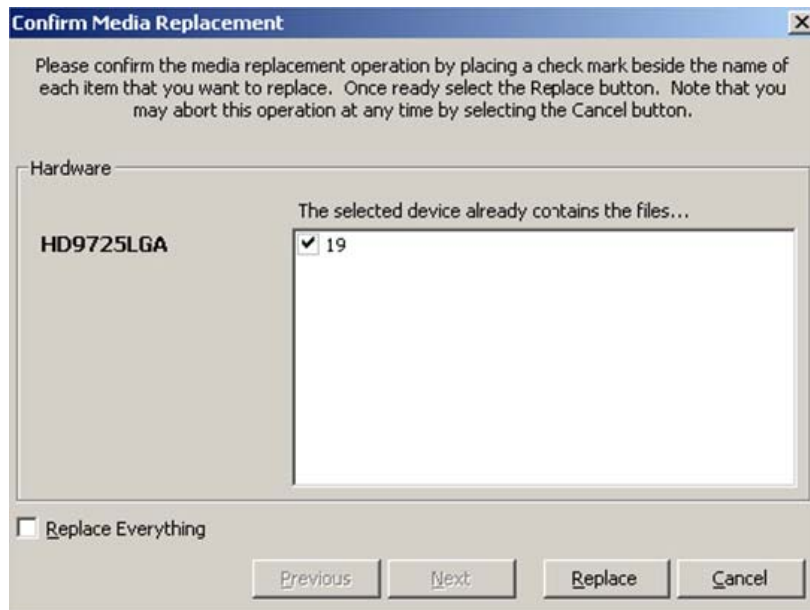 Confirm Media Replacement
Please confirm the media replacement operation by placing a check mark beside the name of
each item that you want to replace. Once ready select the Replace button. Note that you
may abort this operation at any time by selecting the Cancel button.
Hardware
The selected device already contains the files...
HD9725LGA
19
Replace Everything
Previous
Next
Replace
Cancel